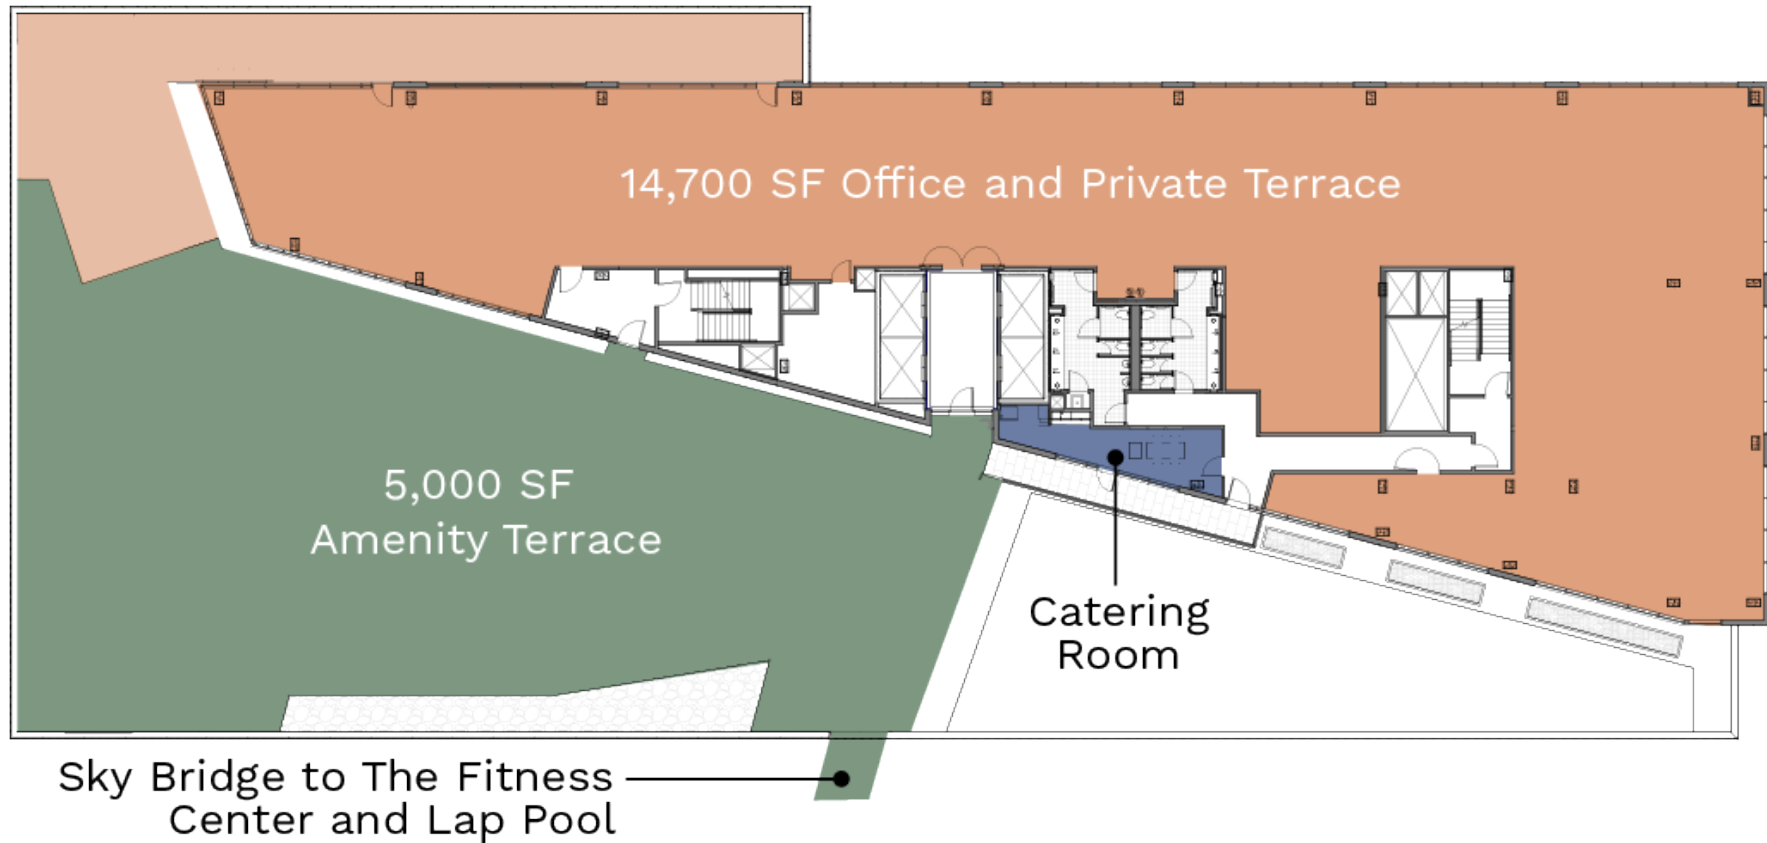 14,700 SF Office and Private Terrace
5,000 SF
Amenity Terrace
Catering
Room
Sky Bridge to The Fitness
Center and Lap Pool